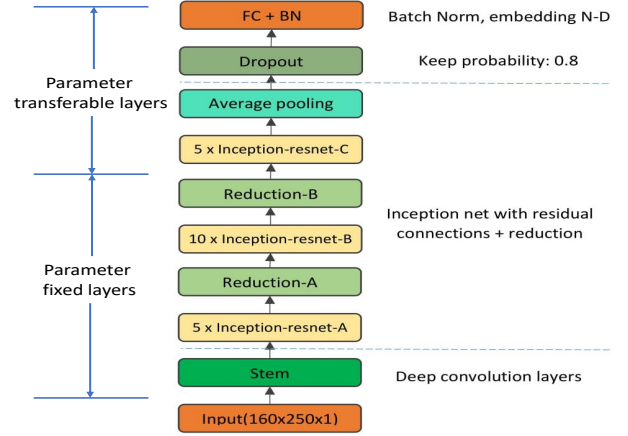 FC + BN
Batch Norm, embedding N-D
Dropout
Keep probability: 0.8
Parameter
transferable layers
Average pooling
5 x Inception-resnet-C
Reduction-B
Inception net with residual
connections + reduction
10 x Inception-resnet-B
Parameter
fixed layers
Reduction-A
5 x Inception-resnet-A
Stem
Deep convolution layers
Input(160x250x1)